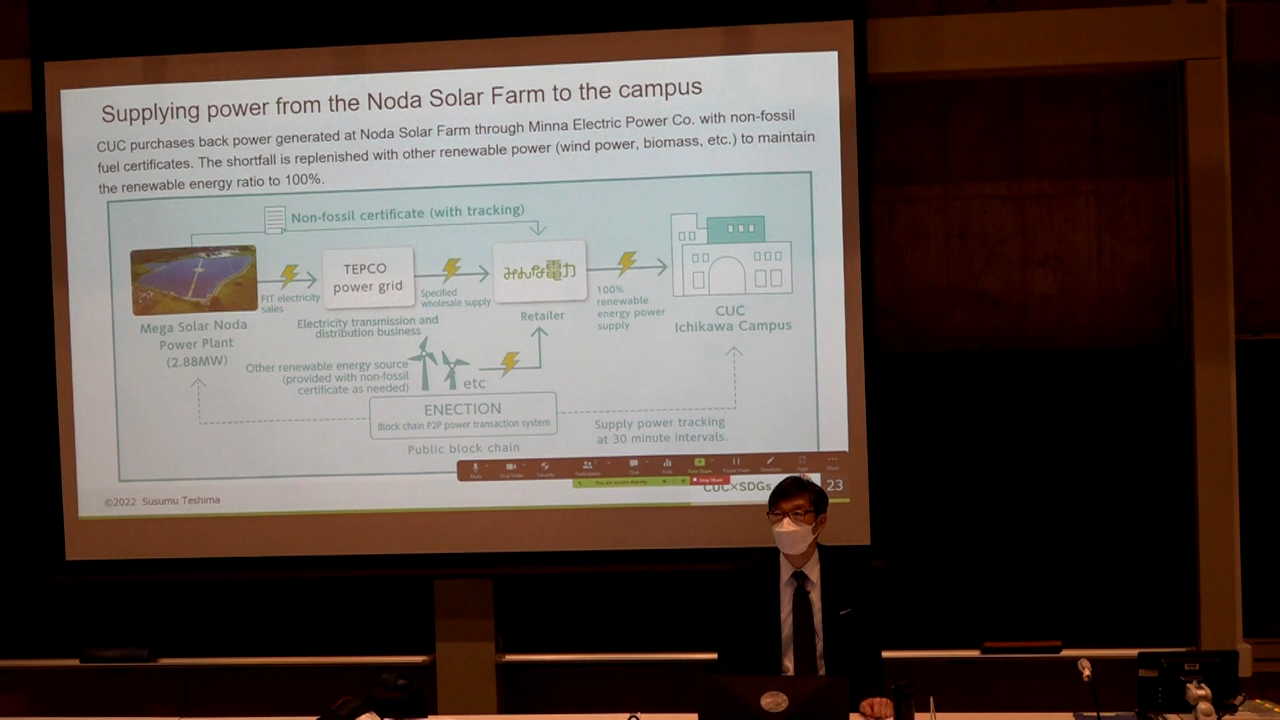 Supplying power from the Noda Solar Farm to the campus
CUC purchases back power generated at Noda Solar Farm through Minna Electric Power Co. with non-fossil
fuel certificates. The shortfall is replenished with other renewable power (wind power, biomass, etc.) to maintain
the renewable energy ratio to 100%.
Non-fossil certificate (with tracking)
TEPCO
power grid
みんな電力
FIT electricity
sales
Specified
wholesale supply
100%
renewable
energy power
supply
Mega Solar Noda
Power Plant
(2.88MW)
Electricity transmission and
distribution business
Retailer
CUC
Ichikawa Campus
Other renewable energy source
(provided with non-fossil
certificate as needed)
etc
ENECTION
Block chain P2P power transaction system
Public block chain
Supply power tracking
at 30 minute intervals.
Stop Share
©2022 Susumu Teshima
CUC×SDGs
23